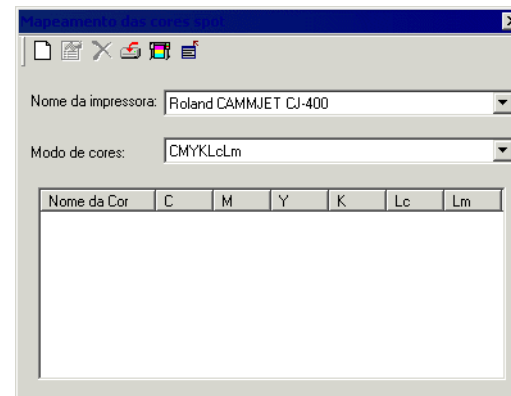 Mapeamento das cores spot
Nome da impressora: Roland CAMMJET CJ-400
Modo de cores: CMYKLcLm
Nome da Cor C M Y K Lc Lm